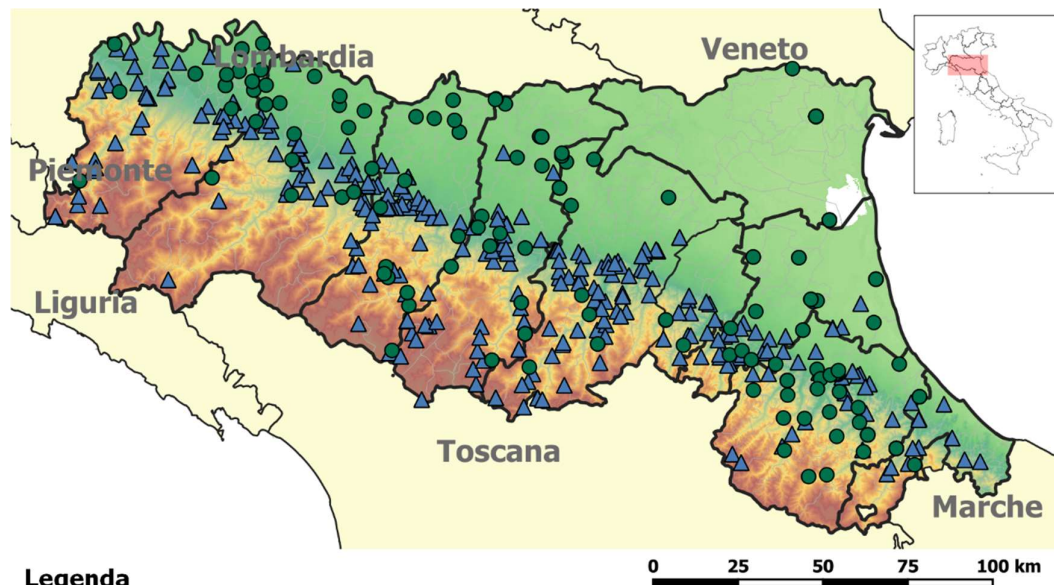 Lombardia
Veneto
Piemonte
Liguria
Toscana
Marche
Legenda
0 25 50 75 100 km